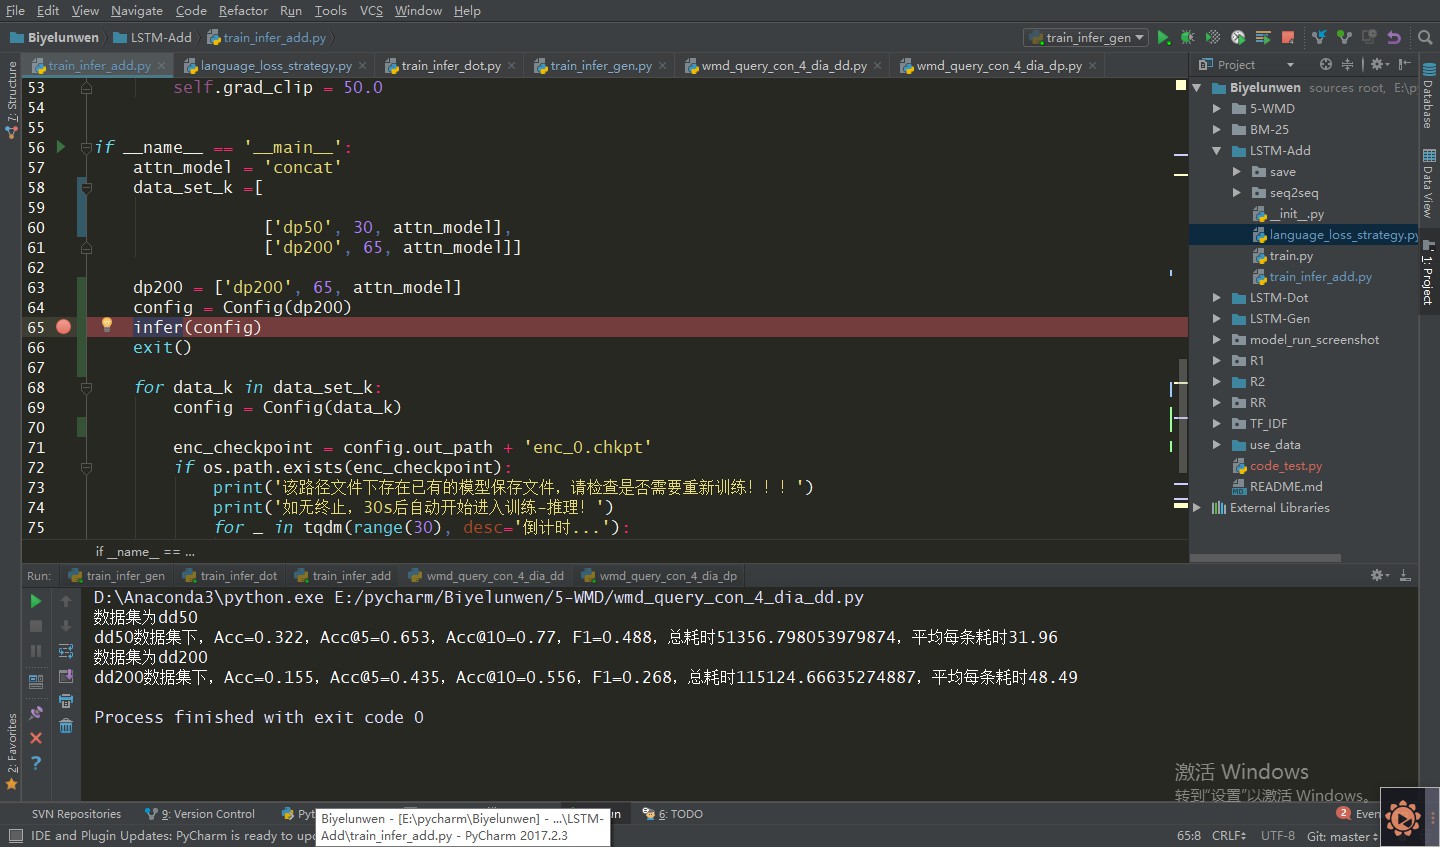 File Edit View Navigate Code Refactor Run Tools VCS Window Help
Biyelunwen LSTM-Add train_infer_add.py train_infer_gen
train_infer_add.py language_loss_strategy.py train_infer_dot.py train_infer_gen.py wmd_query_con_4_dia_dd.py wmd_query_con_4_dia_dp.py
53 self.grad_clip = 50.0
54
55
56 if __name__ == '__main__':
57 attn_model = 'concat'
58 data_set_k =[
59
60 ['dp50', 30, attn_model],
61 ['dp200', 65, attn_model]]
62
63 dp200 = ['dp200', 65, attn_model]
64 config = Config(dp200)
65 infer(config)
66 exit()
67
68 for data_k in data_set_k:
69 config = Config(data_k)
70
71 enc_checkpoint = config.out_path + 'enc_0.chkpt'
72 if os.path.exists(enc_checkpoint):
73 print('该路径文件下存在已有的模型保存文件，请检查是否需要重新训练！！！')
74 print('如无终止，30s后自动开始进入训练-推理！')
75 for _ in tqdm(range(30), desc='倒计时...'):
if __name__ == ...
Project
Biyelunwen sources root, E:\p
5-WMD
BM-25
LSTM-Add
save
seq2seq
__init__.py
language_loss_strategy.py
train.py
train_infer_add.py
LSTM-Dot
LSTM-Gen
model_run_screenshot
R1
R2
RR
TF_IDF
use_data
code_test.py
README.md
External Libraries
7: Structure
2: Favorites
Database
Data View
1: Project
Run: train_infer_gen train_infer_dot train_infer_add wmd_query_con_4_dia_dd wmd_query_con_4_dia_dp
D:\Anaconda3\python.exe E:/pycharm/Biyelunwen/5-WMD/wmd_query_con_4_dia_dd.py
数据集为dd50
dd50数据集下，Acc=0.322，Acc@5=0.653，Acc@10=0.77，F1=0.488，总耗时51356.798053979874，平均每条耗时31.96
数据集为dd200
dd200数据集下，Acc=0.155，Acc@5=0.435，Acc@10=0.556，F1=0.268，总耗时115124.66635274887，平均每条耗时48.49
Process finished with exit code 0
激活 Windows
转到“设置”以激活 Windows。
SVN Repositories 9: Version Control Pyt un 6: TODO 2 Even
Biyelunwen - [E:\pycharm\Biyelunwen] - ...\LSTM-
Add\train_infer_add.py - PyCharm 2017.2.3
IDE and Plugin Updates: PyCharm is ready to up 65:8 CRLF UTF-8 Git: master